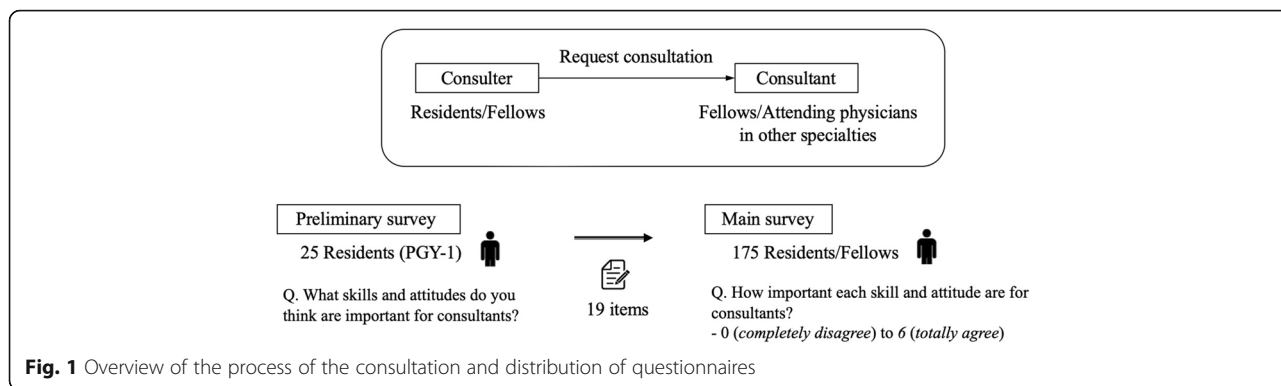 Request consultation
Consulter
Consultant
Residents/Fellows
Fellows/Attending physicians
in other specialties
Preliminary survey
25 Residents (PGY-1)
Q. What skills and attitudes do you
think are important for consultants?
19 items
Main survey
175 Residents/Fellows
Q. How important each skill and attitude are for
consultants?
- 0 (completely disagree) to 6 (totally agree)
Fig. 1 Overview of the process of the consultation and distribution of questionnaires